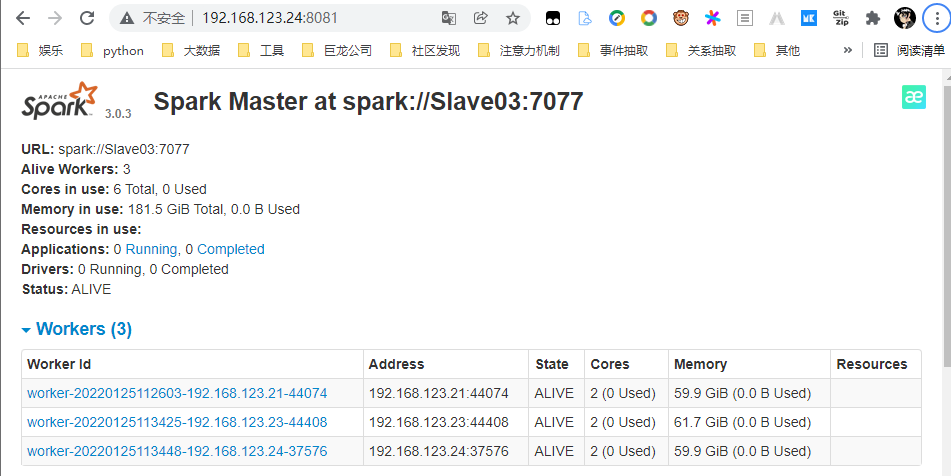 不安全 | 192.168.123.24:8081
娱乐 python 大数据 工具 巨龙公司 社区发现 注意力机制 事件抽取 关系抽取 其他 » 阅读清单
APACHE Spark 3.0.3 Spark Master at spark://Slave03:7077
URL: spark://Slave03:7077
Alive Workers: 3
Cores in use: 6 Total, 0 Used
Memory in use: 181.5 GiB Total, 0.0 B Used
Resources in use:
Applications: 0 Running, 0 Completed
Drivers: 0 Running, 0 Completed
Status: ALIVE
Workers (3)
Worker Id Address State Cores Memory Resources
worker-20220125112603-192.168.123.21-44074 192.168.123.21:44074 ALIVE 2 (0 Used) 59.9 GiB (0.0 B Used)
worker-20220125113425-192.168.123.23-44408 192.168.123.23:44408 ALIVE 2 (0 Used) 61.7 GiB (0.0 B Used)
worker-20220125113448-192.168.123.24-37576 192.168.123.24:37576 ALIVE 2 (0 Used) 59.9 GiB (0.0 B Used)